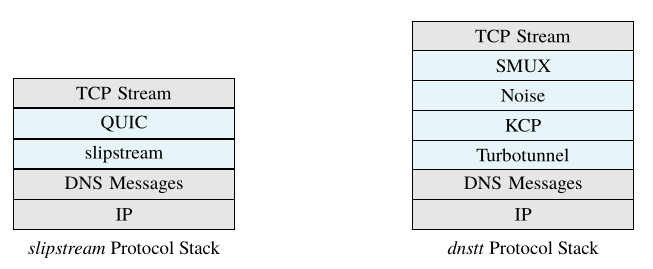 TCP Stream
QUIC
slipstream
DNS Messages
IP
slipstream Protocol Stack
TCP Stream
SMUX
Noise
KCP
Turbotunnel
DNS Messages
IP
dnstt Protocol Stack